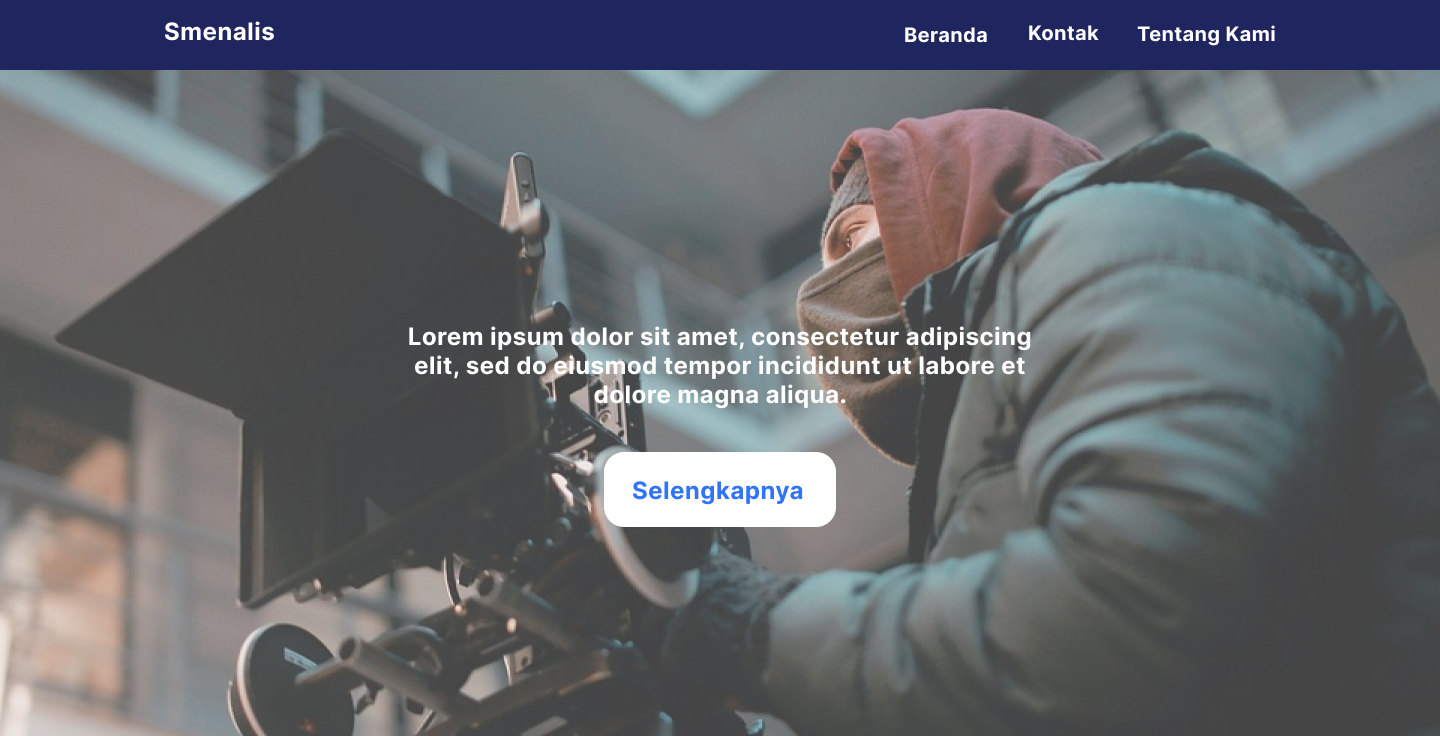 Smenalis
Beranda
Kontak
Tentang Kami
Lorem ipsum dolor sit amet, consectetur adipiscing
elit, sed do eiusmod tempor incididunt ut labore et
dolore magna aliqua.
Selengkapnya